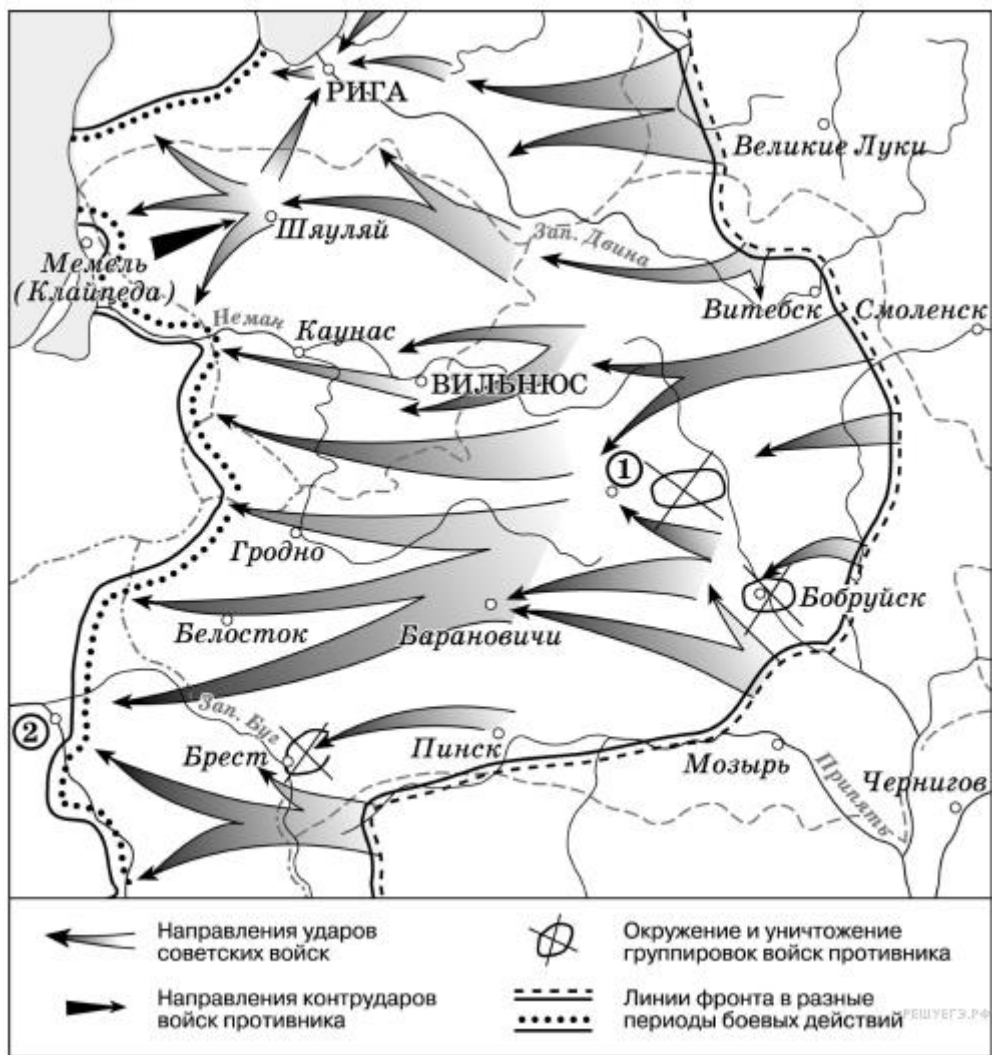 РИГА
Великие Луки
Шяуляй
Зап. Двина
Мемель
(Клайпеда)
Витебск
Смоленск
Неман
Каунас
ВИЛЬНЮС
1
Гродно
Бобруйск
Белосток
Барановичи
Зап. Буг
2
Брест
Пинск
Мозырь
Припять
Чернигов
Направления ударов
советских войск
Окружение и уничтожение
группировок войск противника
Направления контрударов
войск противника
Линии фронта в разные
периоды боевых действий
РЕШУЕГЭ.РФ